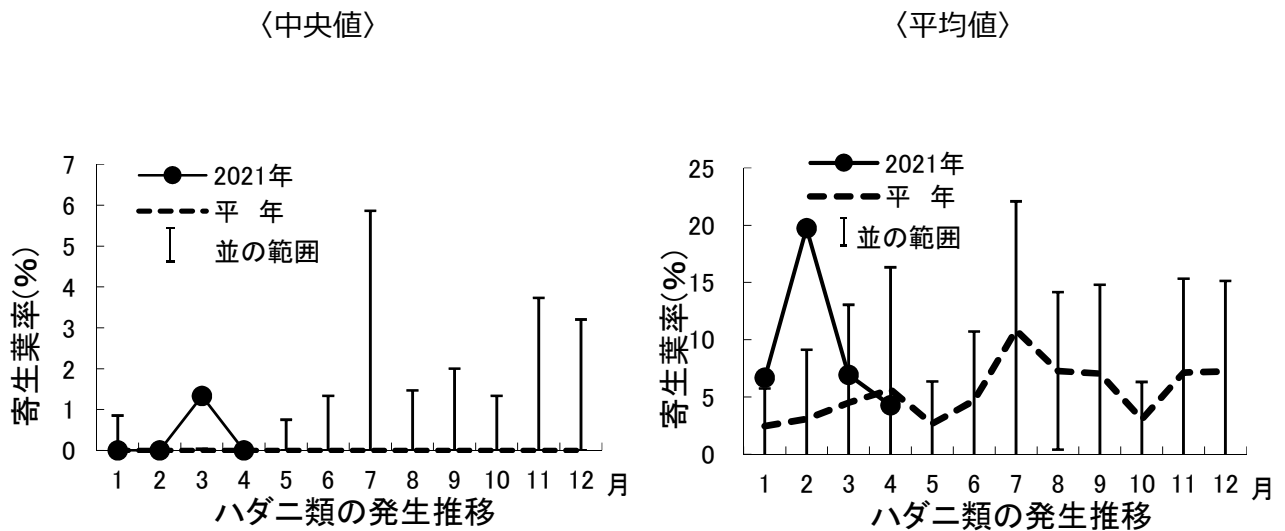 〈中央値〉
7
6
5
4
3
2
1
0
寄生葉率(%)
2021年
平　年
並の範囲
1 2 3 4 5 6 7 8 9 10 11 12 月
ハダニ類の発生推移
〈平均値〉
25
20
15
10
5
0
寄生葉率(%)
2021年
平　年
並の範囲
1 2 3 4 5 6 7 8 9 10 11 12 月
ハダニ類の発生推移